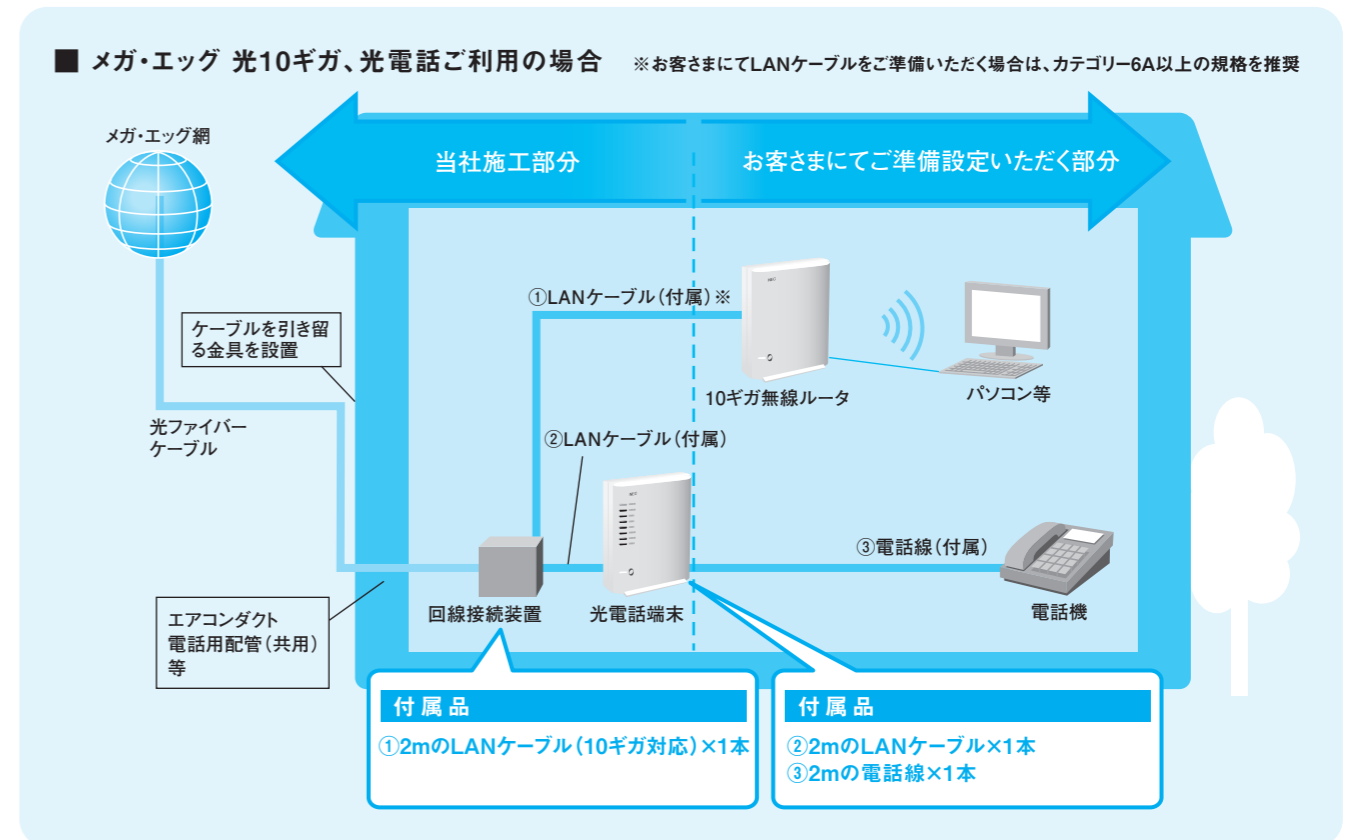 ■ メガ・エッグ 光10ギガ、光電話ご利用の場合 ※お客さまにてLANケーブルをご準備いただく場合は、カテゴリー6A以上の規格を推奨
メガ・エッグ網
当社施工部分
お客さまにてご準備設定いただく部分
①LANケーブル(付属)※
NEC
ケーブルを引き留
る金具を設置
10ギガ無線ルータ
パソコン等
光ファイバー
ケーブル
②LANケーブル(付属)
NEC
③電話線(付属)
回線接続装置
光電話端末
電話機
エアコンダクト
電話用配管(共用)
等
付属品
①2mのLANケーブル(10ギガ対応)×1本
付属品
②2mのLANケーブル×1本
③2mの電話線×1本